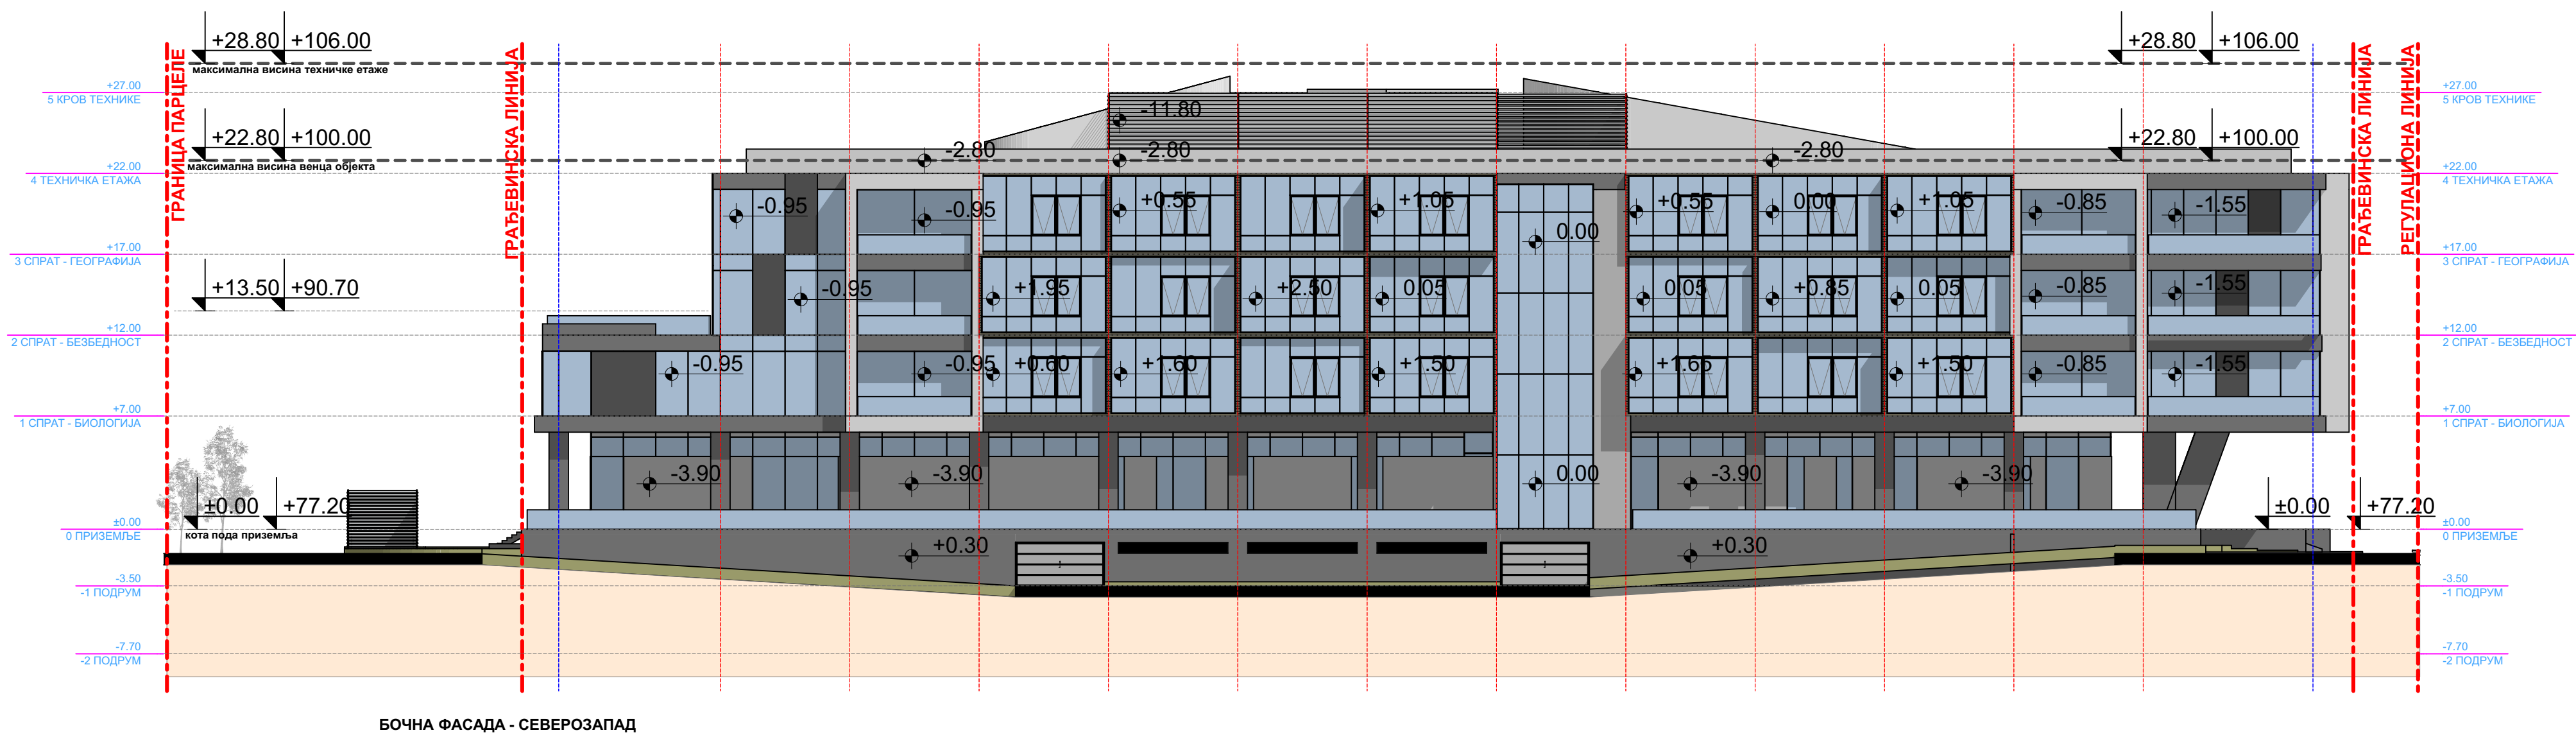 +28.80 +106.00
+28.80 +106.00
максимална висина техничке етаже
+27.00
5 КРОВ ТЕХНИКЕ
+27.00
5 КРОВ ТЕХНИКЕ
ГРАНИЦА ПАРЦЕЛЕ
ГРАЂЕВИНСКА ЛИНИЈА
ГРАЂЕВИНСКА ЛИНИЈА
РЕГУЛАЦИОНА ЛИНИЈА
-11.80
+22.80 +100.00
+22.80 +100.00
максимална висина венца објекта
-2.80 -2.80 -2.80
+22.00
4 ТЕХНИЧКА ЕТАЖА
+22.00
4 ТЕХНИЧКА ЕТАЖА
-0.95 -0.95 +0.55 +1.05 0.00 +0.55 0.00 +1.05 -0.85 -1.55
+17.00
3 СПРАТ - ГЕОГРАФИЈА
+17.00
3 СПРАТ - ГЕОГРАФИЈА
+13.50 +90.70
-0.95 +1.95 +2.50 0.05 0.05 +0.85 0.05 -0.85 -1.55
+12.00
2 СПРАТ - БЕЗБЕДНОСТ
+12.00
2 СПРАТ - БЕЗБЕДНОСТ
-0.95 -0.95 +0.60 +1.60 +1.50 +1.65 +1.50 -0.85 -1.55
+7.00
1 СПРАТ - БИОЛОГИЈА
+7.00
1 СПРАТ - БИОЛОГИЈА
-3.90 -3.90 0.00 -3.90 -3.90
±0.00 +77.20
±0.00 +77.20
кота пода приземља
±0.00
0 ПРИЗЕМЉЕ
±0.00
0 ПРИЗЕМЉЕ
+0.30 +0.30
-3.50
-1 ПОДРУМ
-3.50
-1 ПОДРУМ
-7.70
-2 ПОДРУМ
-7.70
-2 ПОДРУМ
БОЧНА ФАСАДА - СЕВЕРОЗАПАД